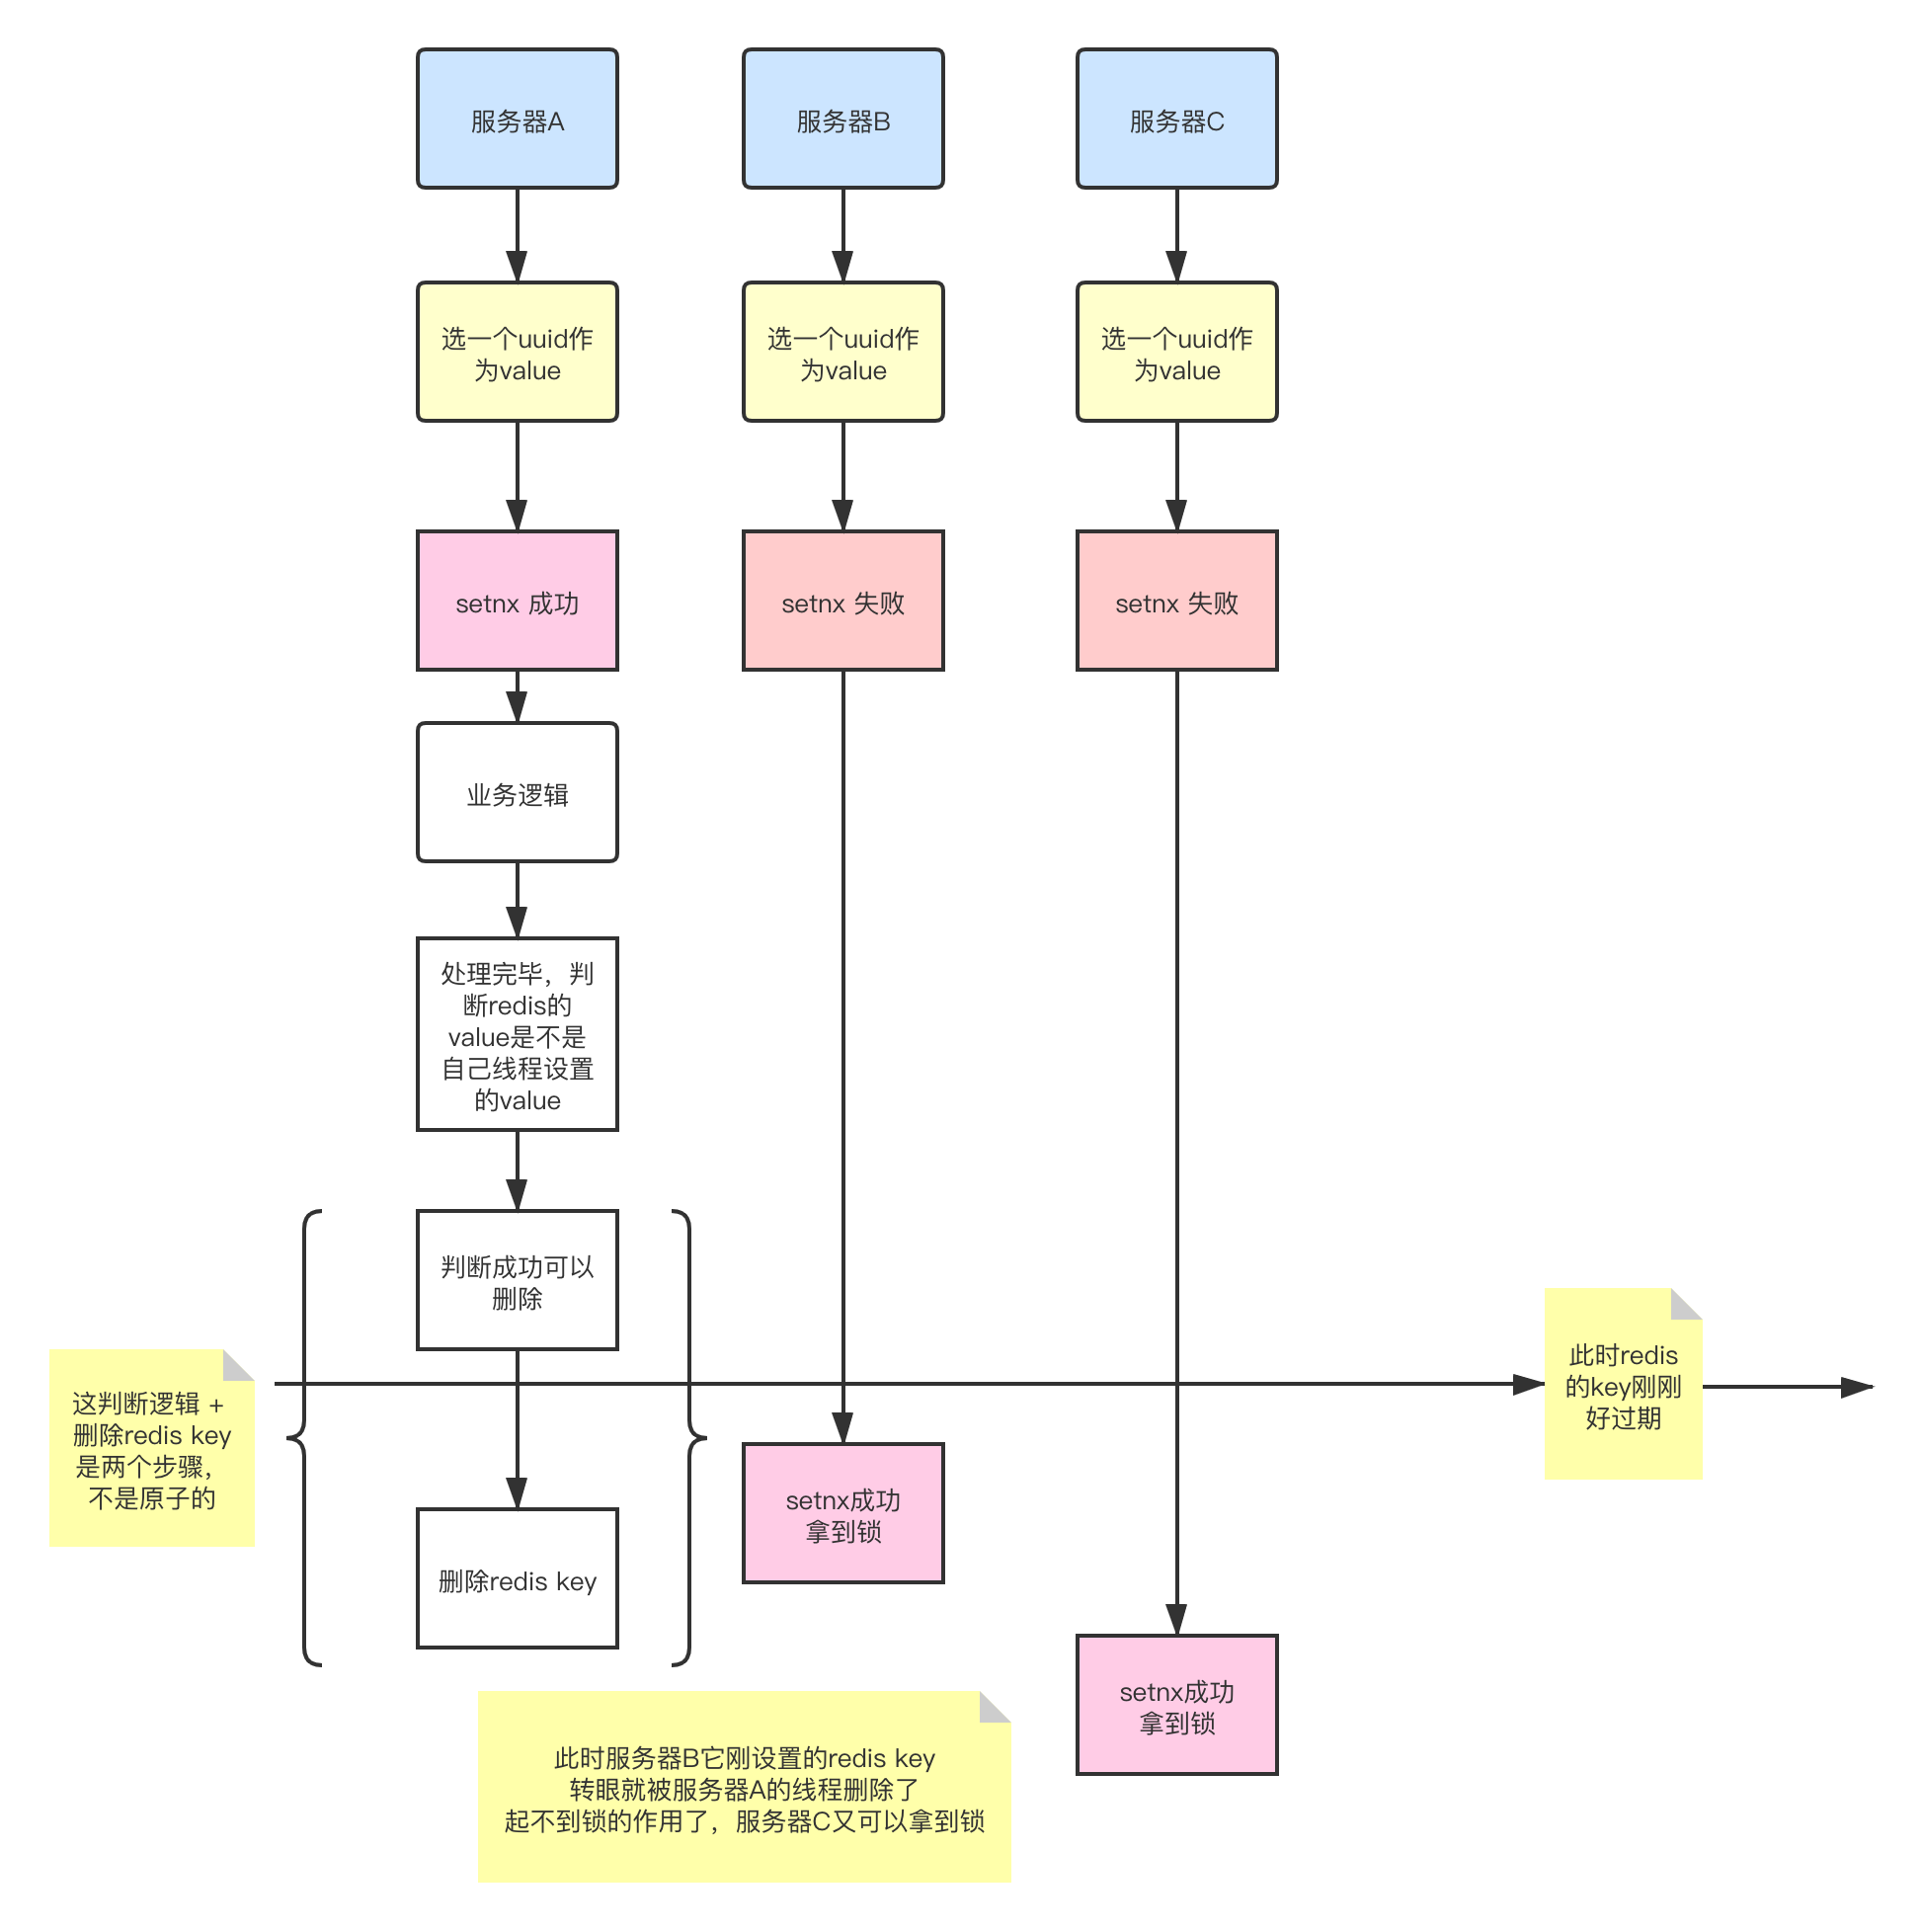 服务器A
服务器B
服务器C
选一个uuid作
为value
选一个uuid作
为value
选一个uuid作
为value
setnx 成功
setnx 失败
setnx 失败
业务逻辑
处理完毕，判
断redis的
value是不是
自己线程设置
的value
判断成功可以
删除
这判断逻辑 +
删除redis key
是两个步骤，
不是原子的
此时redis
的key刚刚
好过期
setnx成功
拿到锁
删除redis key
setnx成功
拿到锁
此时服务器B它刚设置的redis key
转眼就被服务器A的线程删除了
起不到锁的作用了，服务器C又可以拿到锁